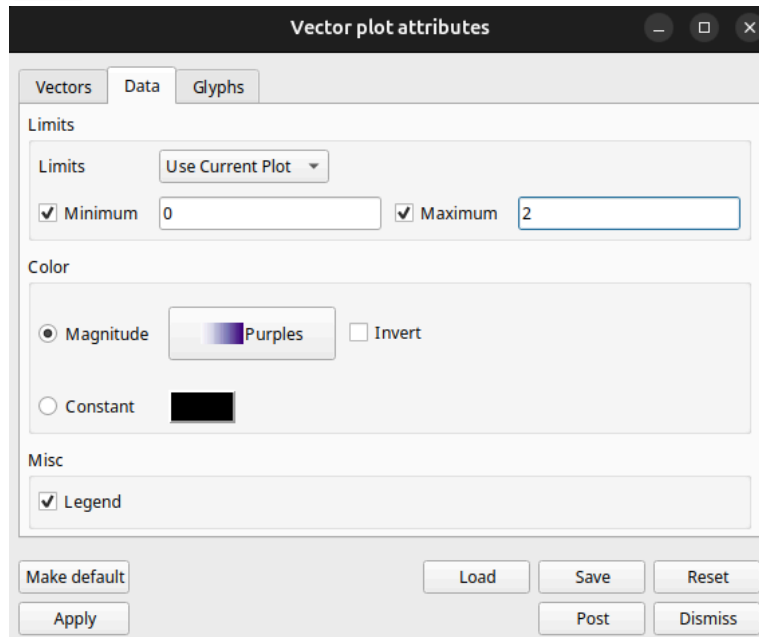 Vector plot attributes
Vectors Data Glyphs
Limits
Limits Use Current Plot
Minimum 0 Maximum 2
Color
Magnitude Purples Invert
Constant
Misc
Legend
Make default Load Save Reset
Apply Post Dismiss